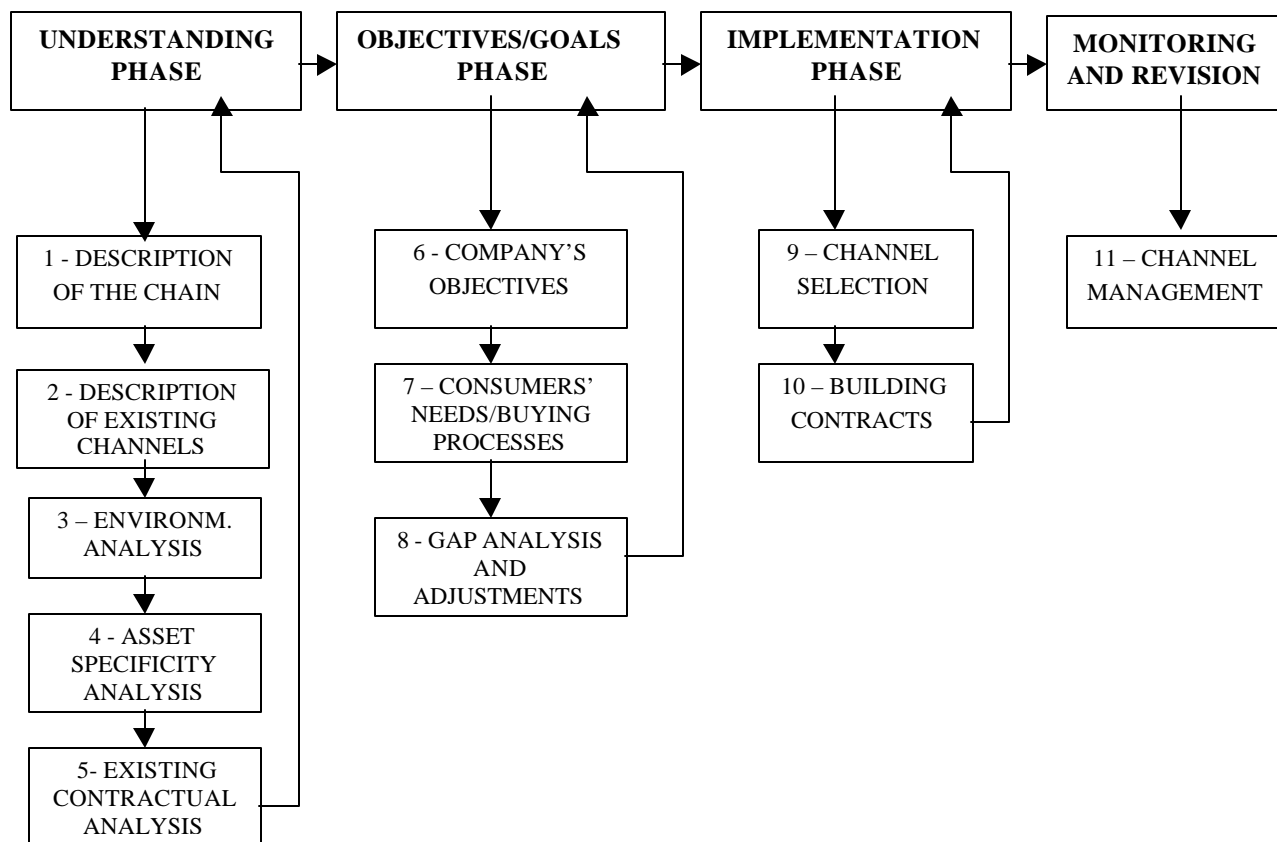 UNDERSTANDING
PHASE
OBJECTIVES/GOALS
PHASE
IMPLEMENTATION
PHASE
MONITORING
AND REVISION
1 - DESCRIPTION
OF THE CHAIN
2 - DESCRIPTION
OF EXISTING
CHANNELS
3 – ENVIRONM.
ANALYSIS
4 - ASSET
SPECIFICITY
ANALYSIS
5- EXISTING
CONTRACTUAL
ANALYSIS
6 - COMPANY’S
OBJECTIVES
7 – CONSUMERS’
NEEDS/BUYING
PROCESSES
8 - GAP ANALYSIS
AND
ADJUSTMENTS
9 – CHANNEL
SELECTION
10 – BUILDING
CONTRACTS
11 – CHANNEL
MANAGEMENT